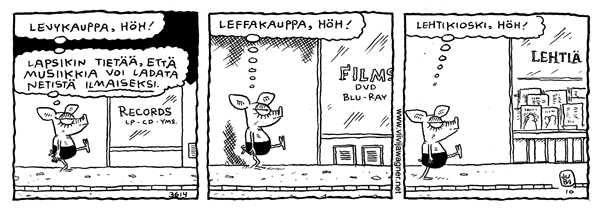 LEVYKAUPPA, HÖH!
LAPSIKIN TIETÄÄ, ETTÄ
MUSIIKKIA VOI LADATA
NETISTÄ ILMAISEKSI.
RECORDS
LP - CD - YMS.
3614
LEFFAKAUPPA, HÖH!
FILMS
DVD
BLU-RAY
www.viivijawagner.net
LEHTIKIOSKI, HÖH!
LEHTIÄ
JUBA
10